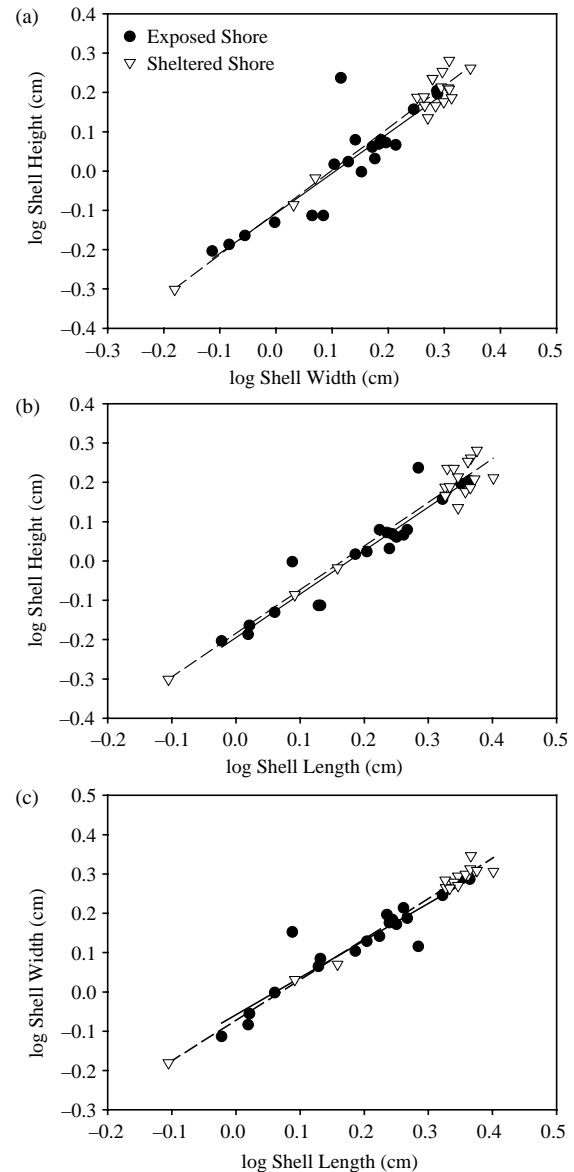 (a)
Exposed Shore
Sheltered Shore
0.4
0.3
0.2
0.1
0.0
–0.1
–0.2
–0.3
–0.4
log Shell Height (cm)
–0.3 –0.2 –0.1 0.0 0.1 0.2 0.3 0.4 0.5
log Shell Width (cm)
(b)
0.4
0.3
0.2
0.1
0.0
–0.1
–0.2
–0.3
–0.4
log Shell Height (cm)
–0.2 –0.1 0.0 0.1 0.2 0.3 0.4 0.5
log Shell Length (cm)
(c)
0.5
0.4
0.3
0.2
0.1
0.0
–0.1
–0.2
–0.3
log Shell Width (cm)
–0.2 –0.1 0.0 0.1 0.2 0.3 0.4 0.5
log Shell Length (cm)